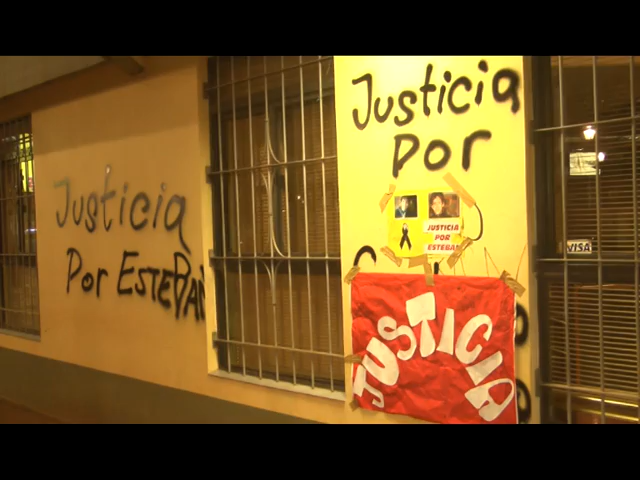 Justicia
Por Esteban
Justicia
Por
JUSTICIA
POR
ESTEBAN
JUSTICIA
VISA